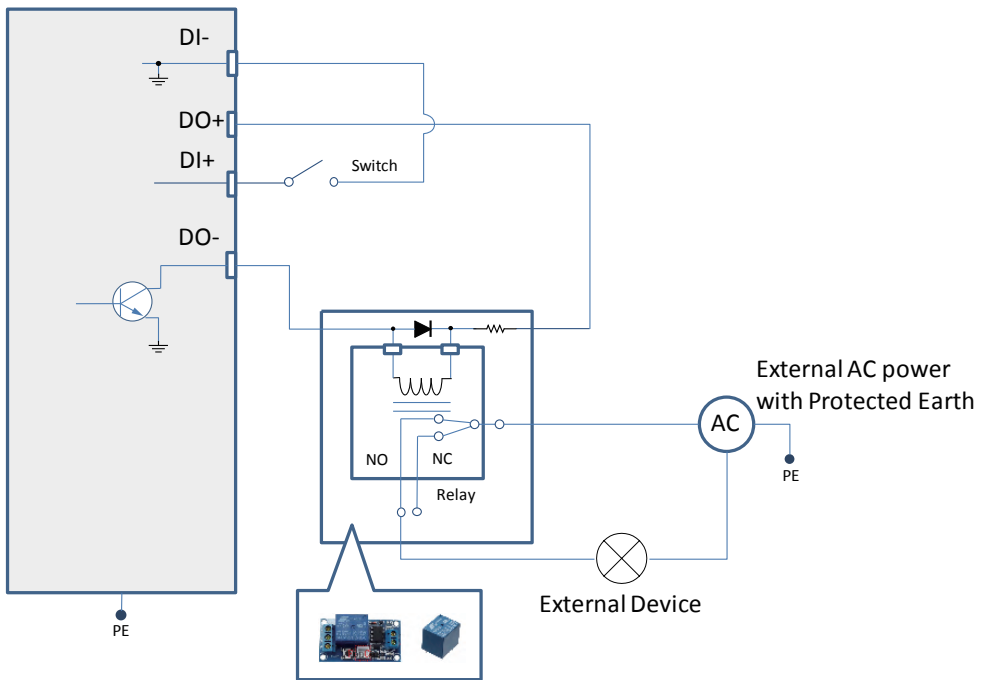 DI-
DO+
DI+
Switch
DO-
External AC power
with Protected Earth
AC
NO
NC
PE
Relay
External Device
PE